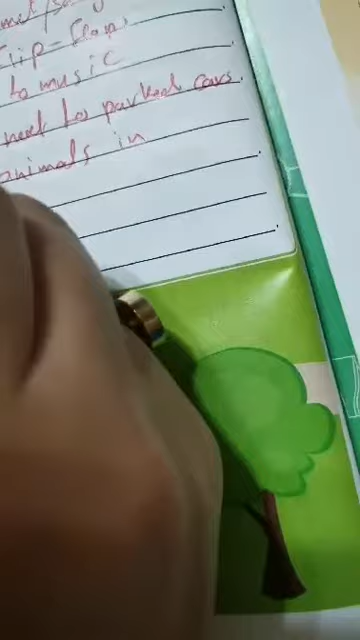 flip-flops
to music
next to parked cars.
animals in